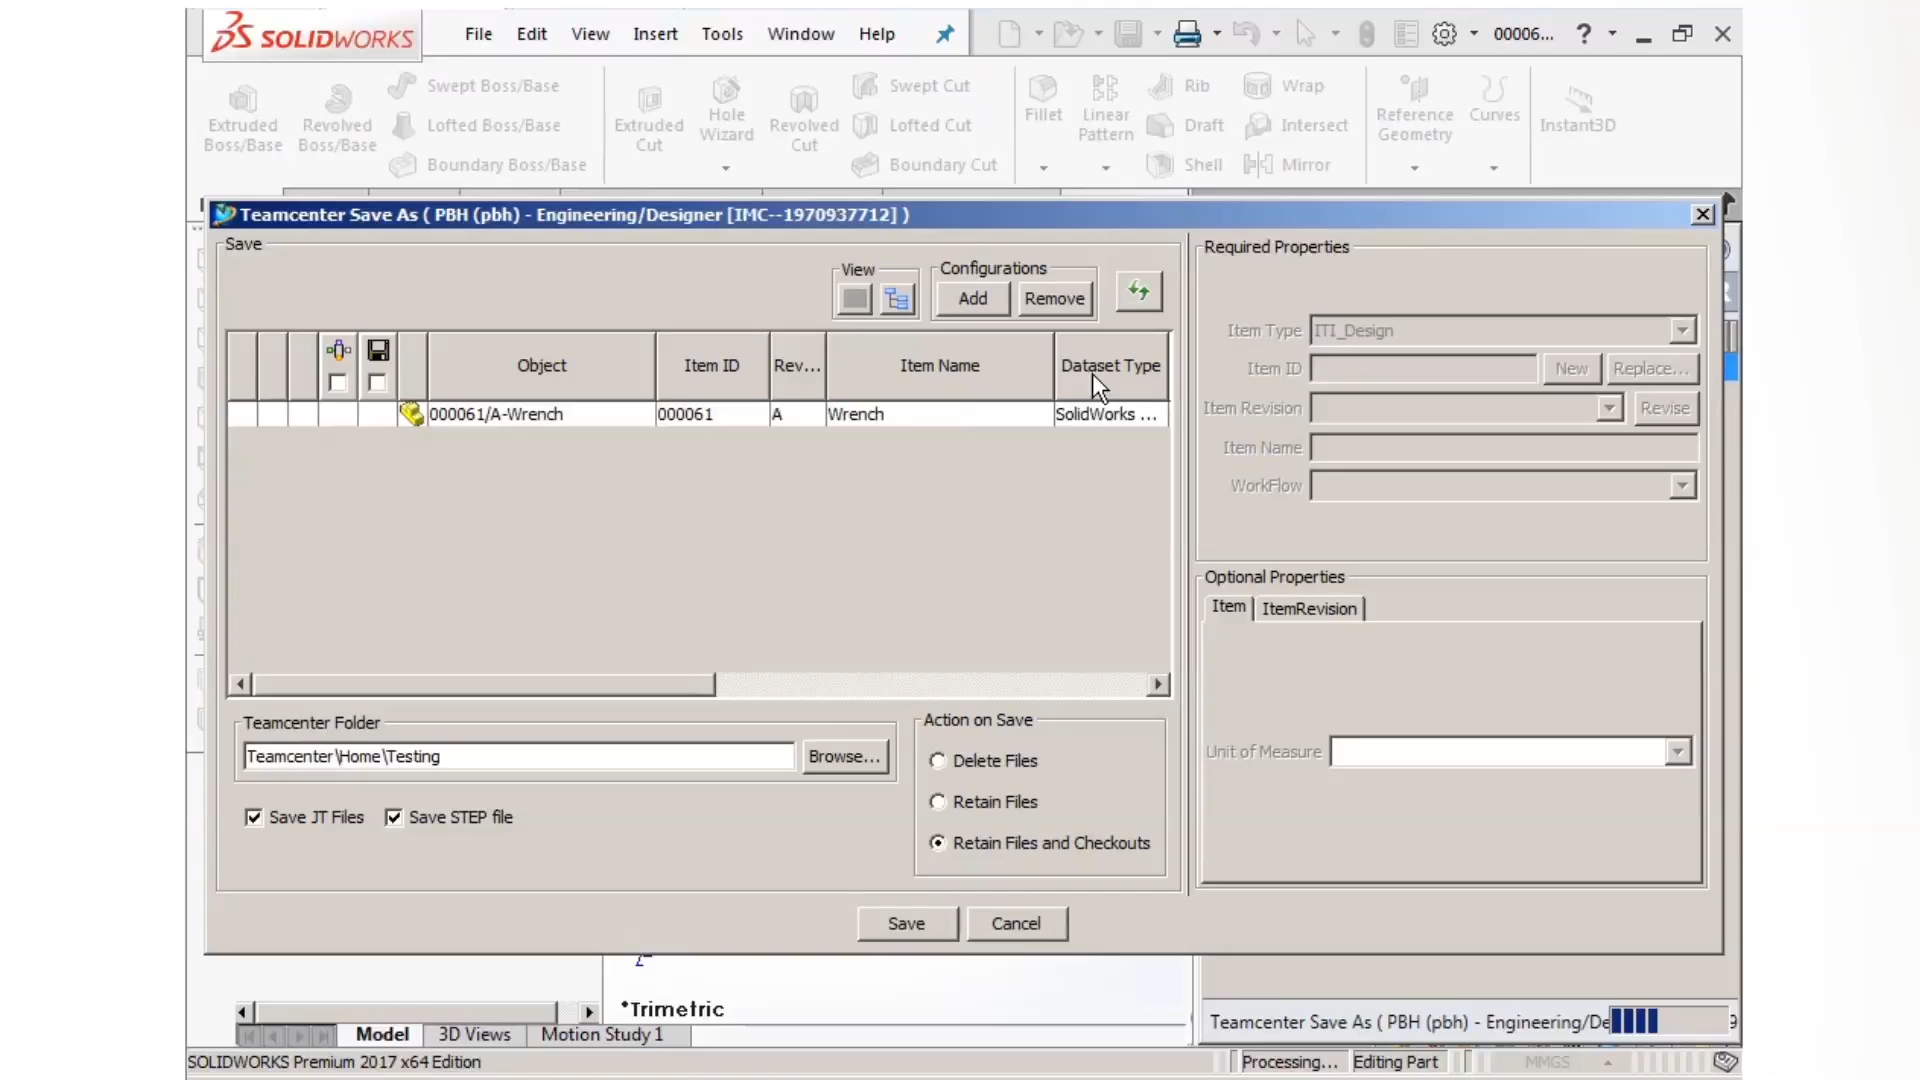 SOLIDWORKS File Edit View Insert Tools Window Help 00006... ?
Extruded Boss/Base
Revolved Boss/Base
Swept Boss/Base
Lofted Boss/Base
Boundary Boss/Base
Extruded Cut
Hole Wizard
Revolved Cut
Swept Cut
Lofted Cut
Boundary Cut
Fillet
Linear Pattern
Rib
Draft
Shell
Wrap
Intersect
Mirror
Reference Geometry
Curves
Instant3D
Teamcenter Save As ( PBH (pbh) - Engineering/Designer [IMC--1970937712] )
Save
View
Configurations
Add Remove
Object Item ID Rev... Item Name Dataset Type
000061/A-Wrench 000061 A Wrench SolidWorks ...
Teamcenter Folder
Teamcenter\Home\Testing Browse...
Save JT Files Save STEP file
Action on Save
Delete Files
Retain Files
Retain Files and Checkouts
Required Properties
Item Type ITI_Design
Item ID New Replace...
Item Revision Revise
Item Name
WorkFlow
Optional Properties
Item ItemRevision
Unit of Measure
Save Cancel
*Trimetric
Teamcenter Save As ( PBH (pbh) - Engineering/De 9
Model 3D Views Motion Study 1
SOLIDWORKS Premium 2017 x64 Edition Processing... Editing Part MMGS